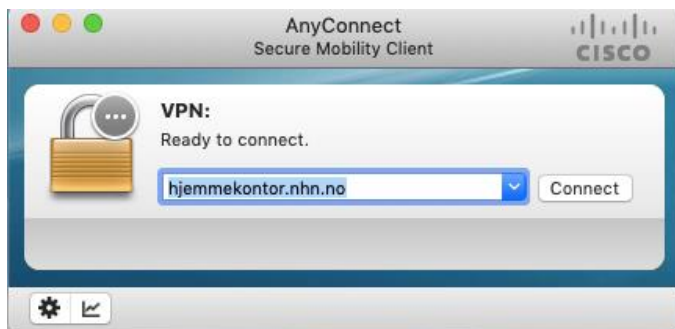 AnyConnect
Secure Mobility Client
CISCO
VPN:
Ready to connect.
hjemmekontor.nhn.no
Connect